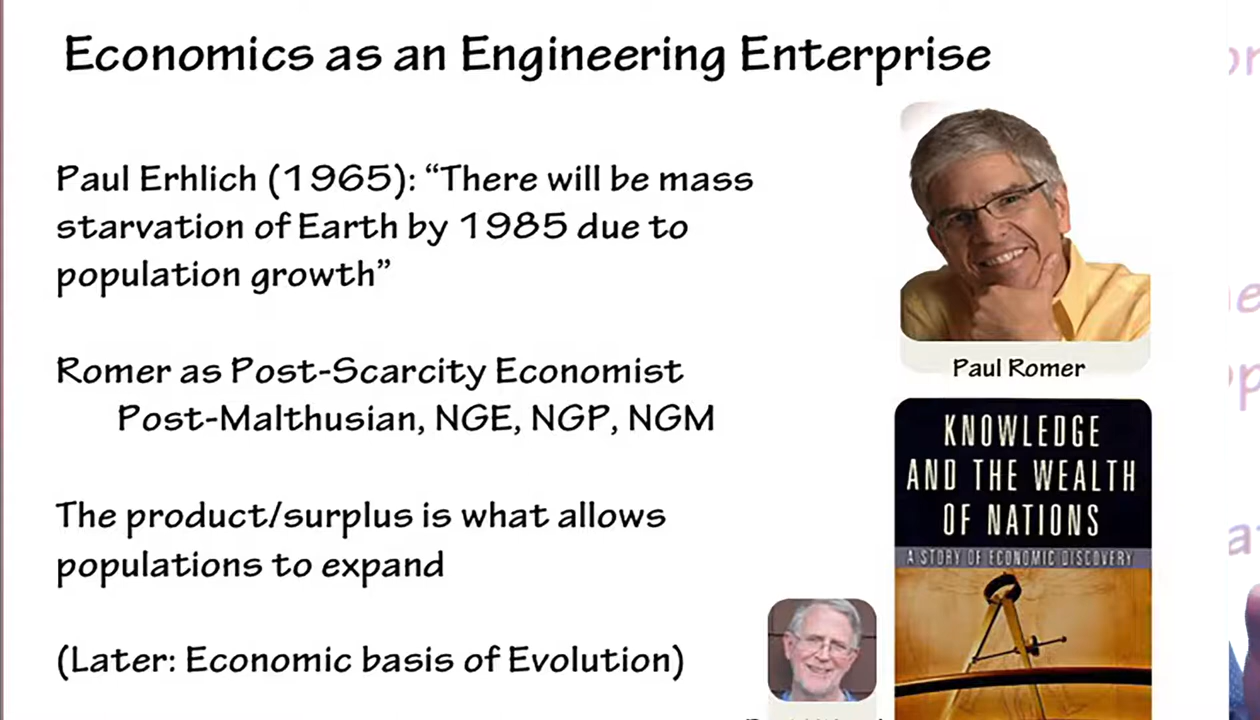 Economics as an Engineering Enterprise
Paul Erhlich (1965): “There will be mass
starvation of Earth by 1985 due to
population growth”
Romer as Post-Scarcity Economist
Post-Malthusian, NGE, NGP, NGM
The product/surplus is what allows
populations to expand
(Later: Economic basis of Evolution)
Paul Romer
KNOWLEDGE
AND THE WEALTH
OF NATIONS
A STORY OF ECONOMIC DISCOVERY